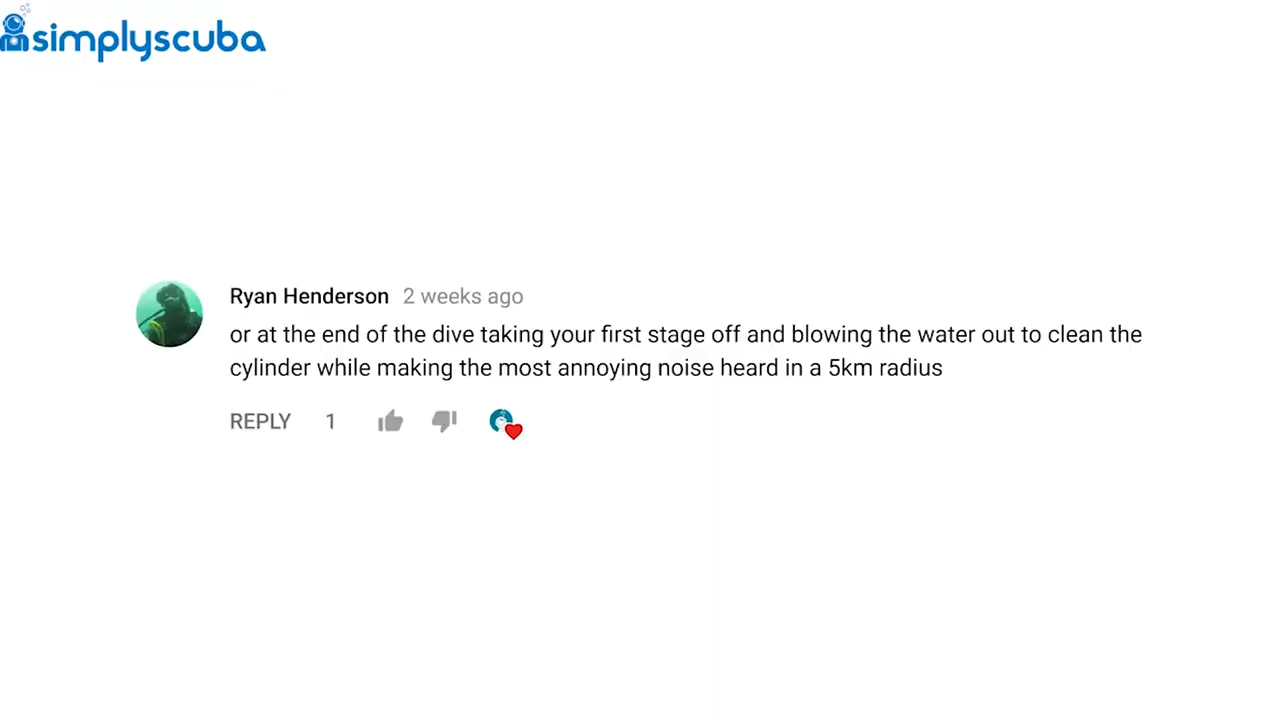 simplyscuba
Ryan Henderson 2 weeks ago
or at the end of the dive taking your first stage off and blowing the water out to clean the
cylinder while making the most annoying noise heard in a 5km radius
REPLY 1